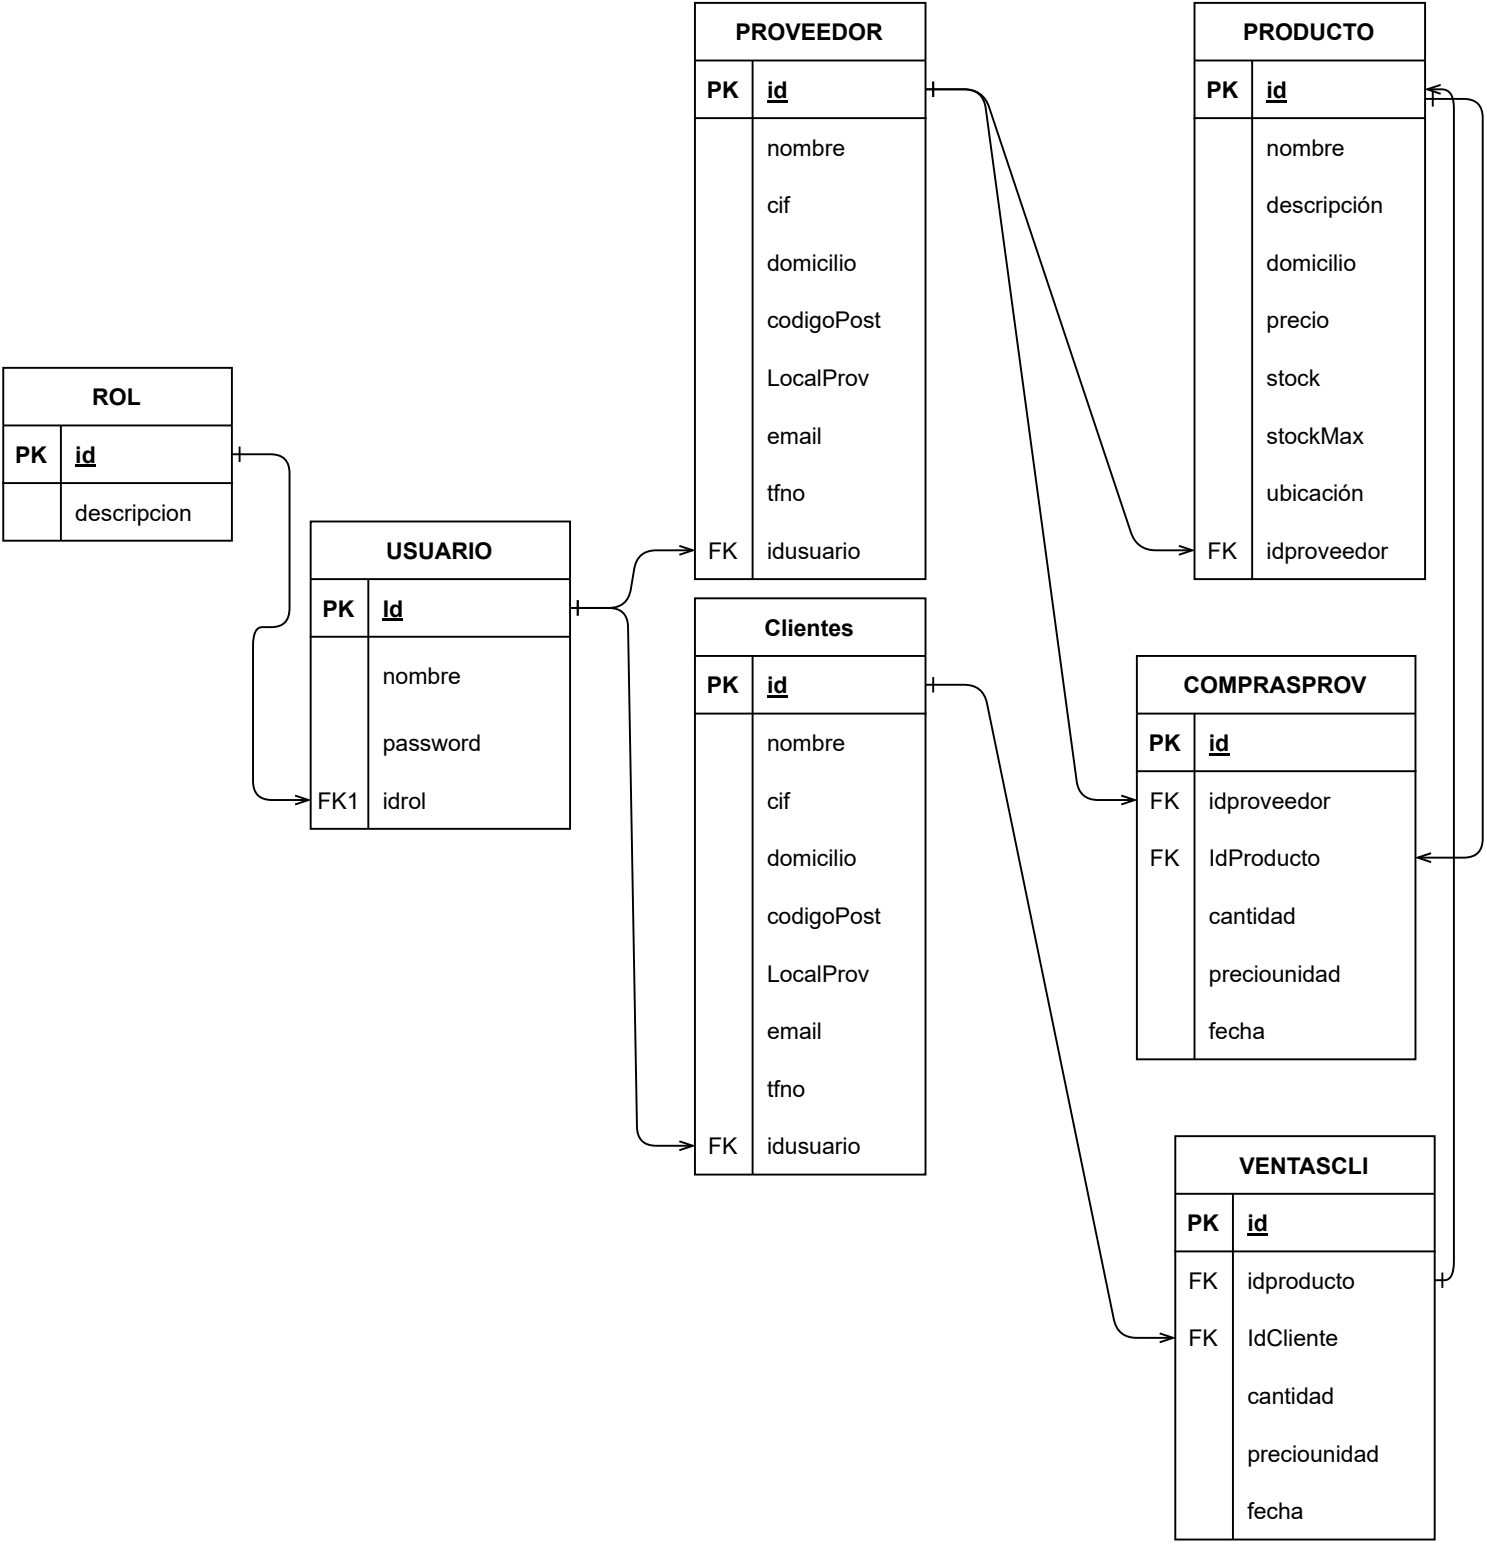 PROVEEDOR
PK id
nombre
cif
domicilio
codigoPost
LocalProv
email
tfno
FK idusuario
PRODUCTO
PK id
nombre
descripción
domicilio
precio
stock
stockMax
ubicación
FK idproveedor
ROL
PK id
descripcion
USUARIO
PK Id
nombre
password
FK1 idrol
Clientes
PK id
nombre
cif
domicilio
codigoPost
LocalProv
email
tfno
FK idusuario
COMPRASPROV
PK id
FK idproveedor
FK IdProducto
cantidad
preciounidad
fecha
VENTASCLI
PK id
FK idproducto
FK IdCliente
cantidad
preciounidad
fecha